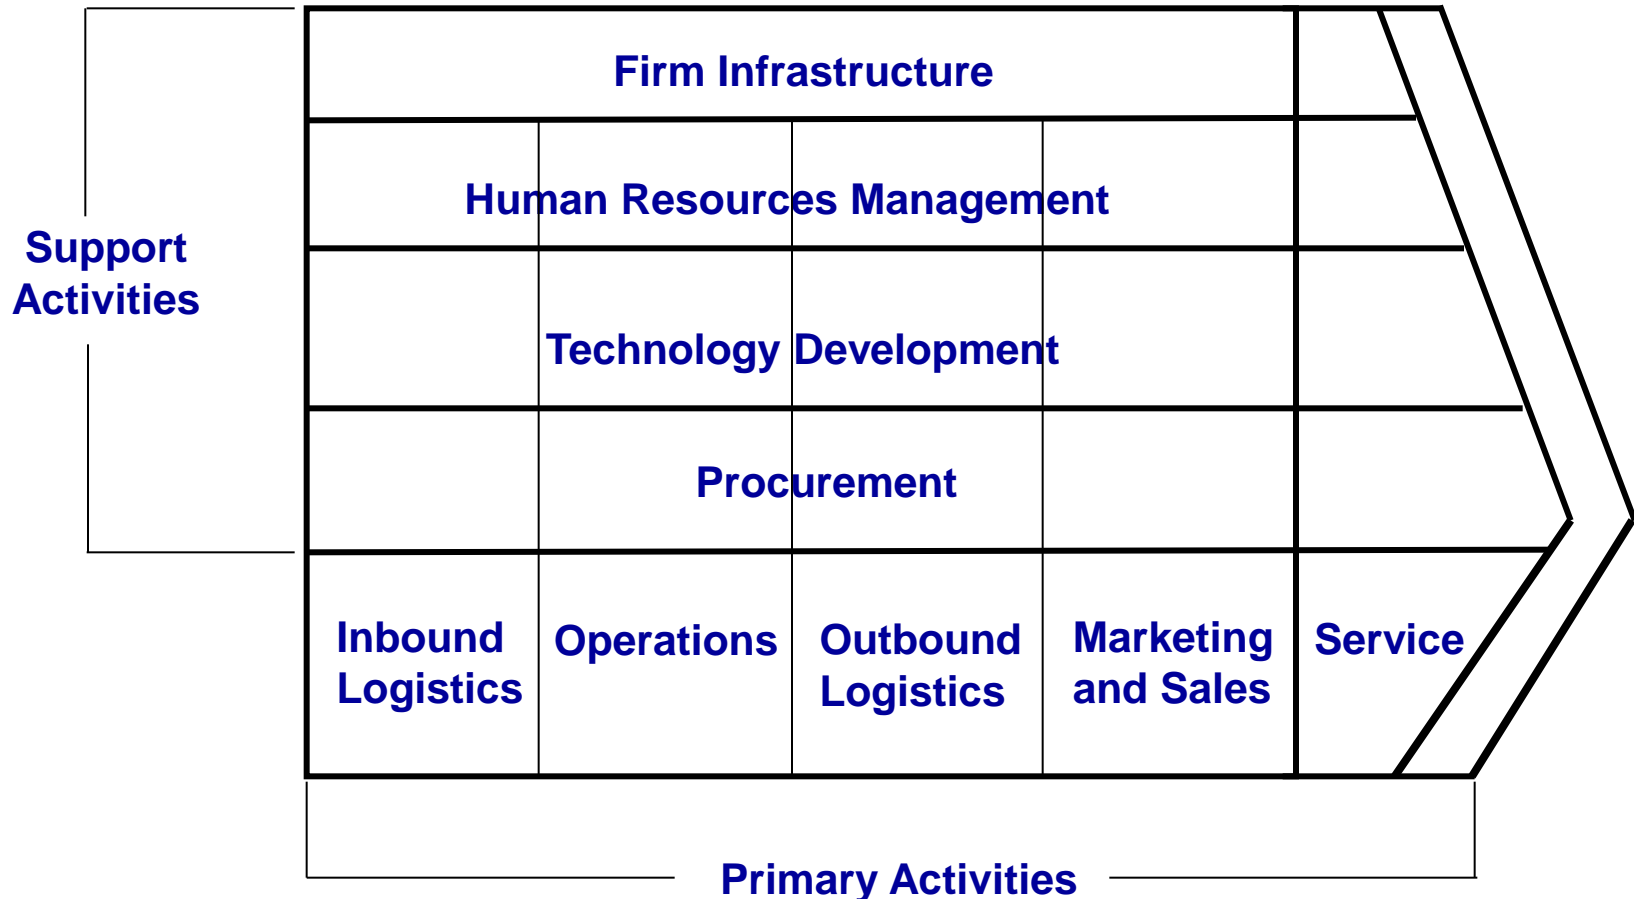 Firm Infrastructure
Human Resources Management
Support
Activities
Technology Development
Procurement
Inbound
Logistics
Operations
Outbound
Logistics
Marketing
and Sales
Service
Primary Activities